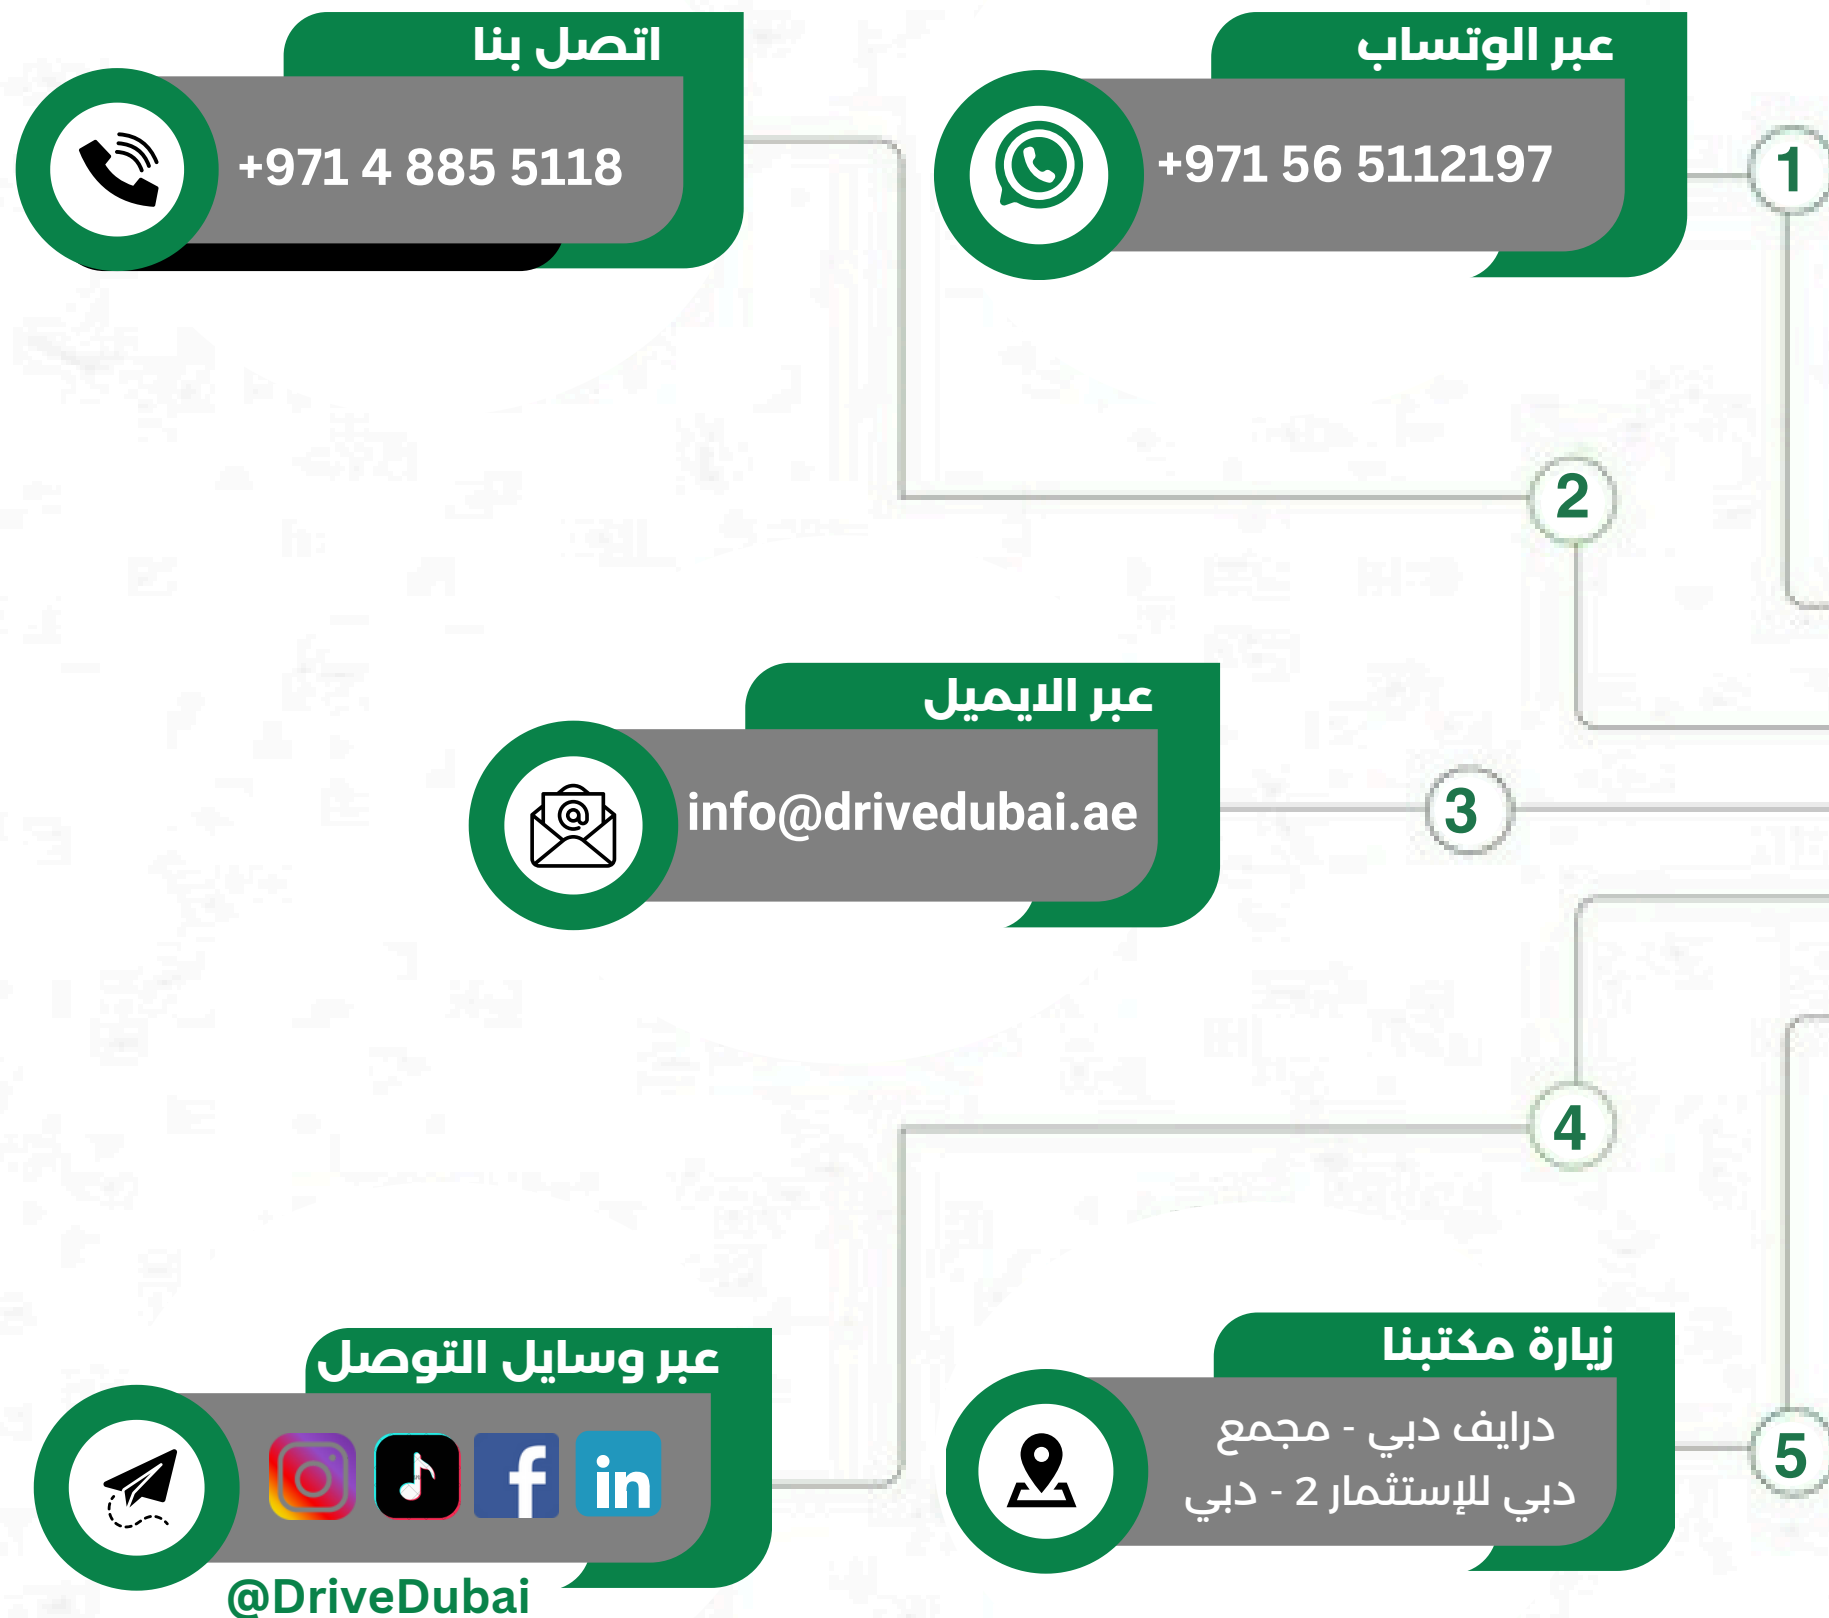 عبر الوتساب
+971 56 5112197
1
اتصل بنا
+971 4 885 5118
2
عبر الايميل
info@drivedubai.ae
3
4
عبر وسايل التوصل
in
@DriveDubai
زيارة مكتبنا
درايف دبي - مجمع
دبي للإستثمار 2 - دبي
5